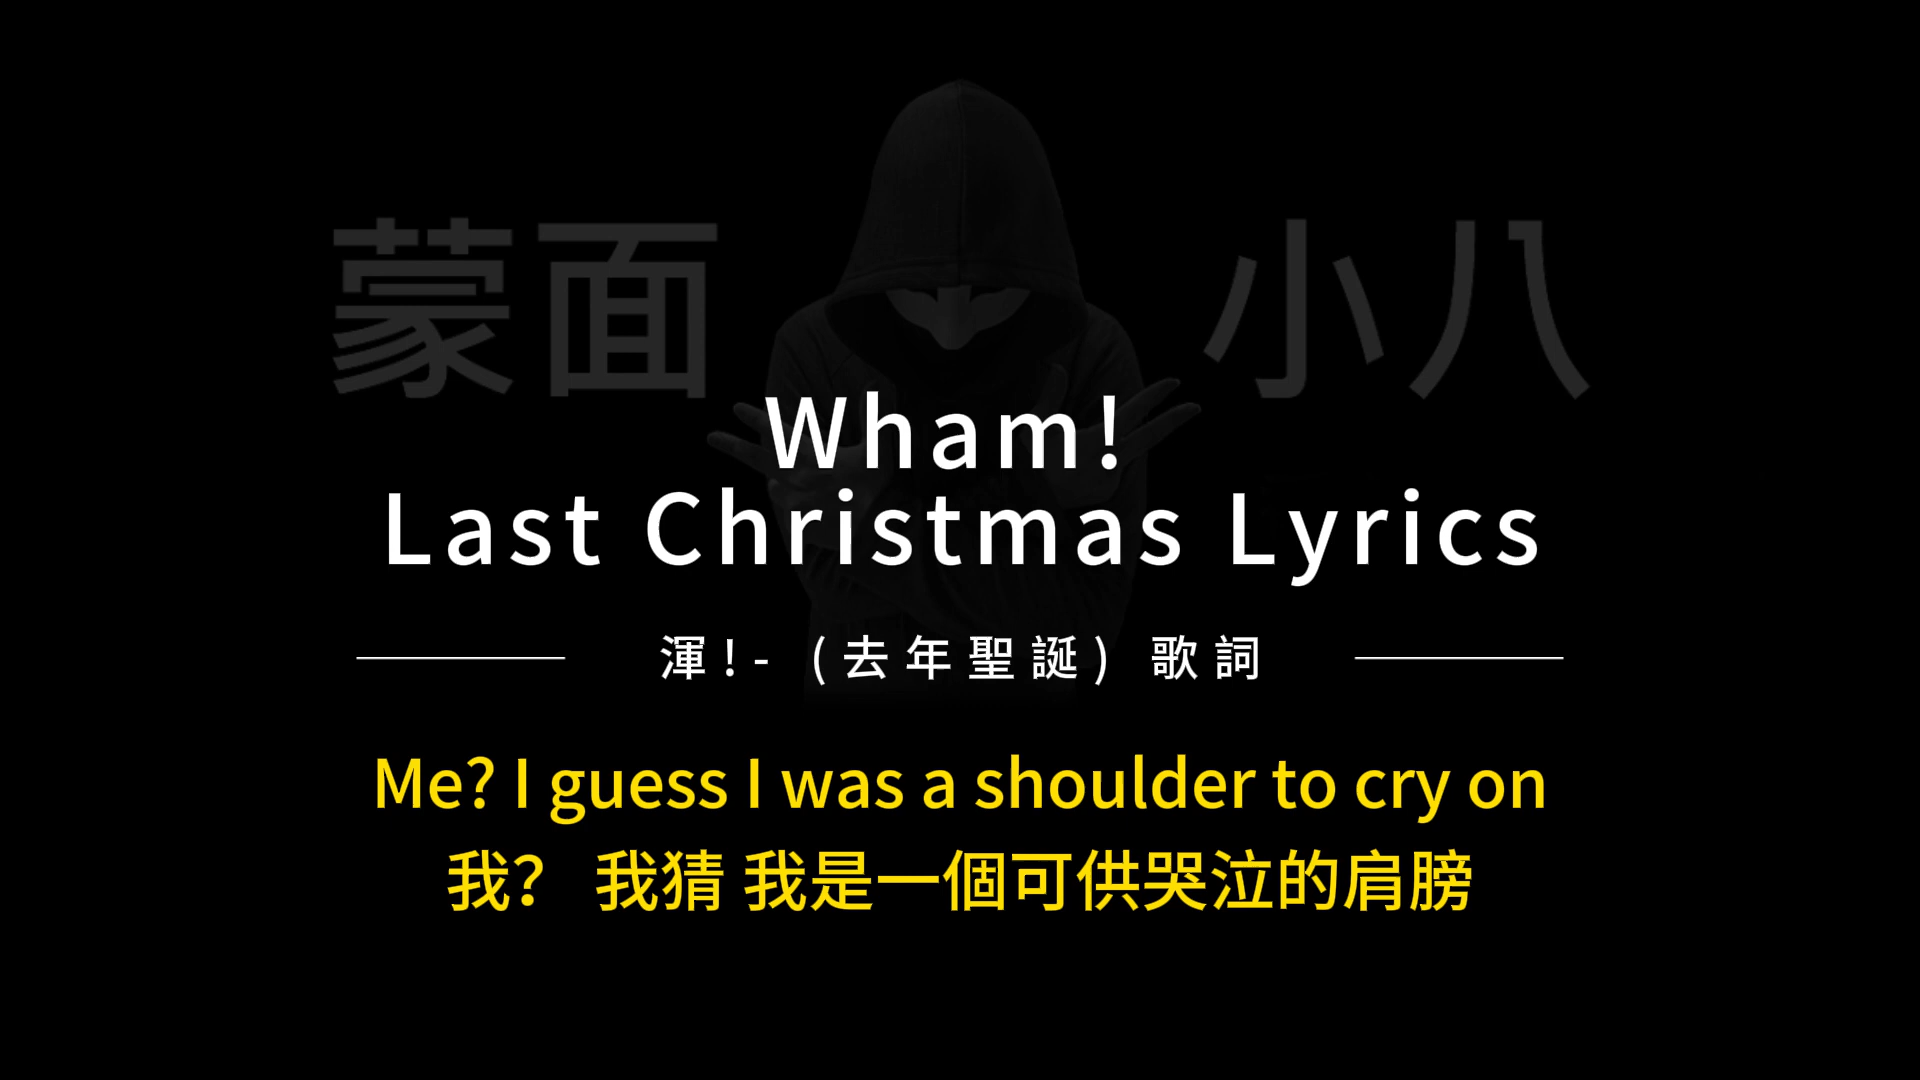 蒙面 小八
Wham!
Last Christmas Lyrics
渾!- (去年聖誕) 歌詞
Me? I guess I was a shoulder to cry on
我? 我猜 我是一個可供哭泣的肩膀